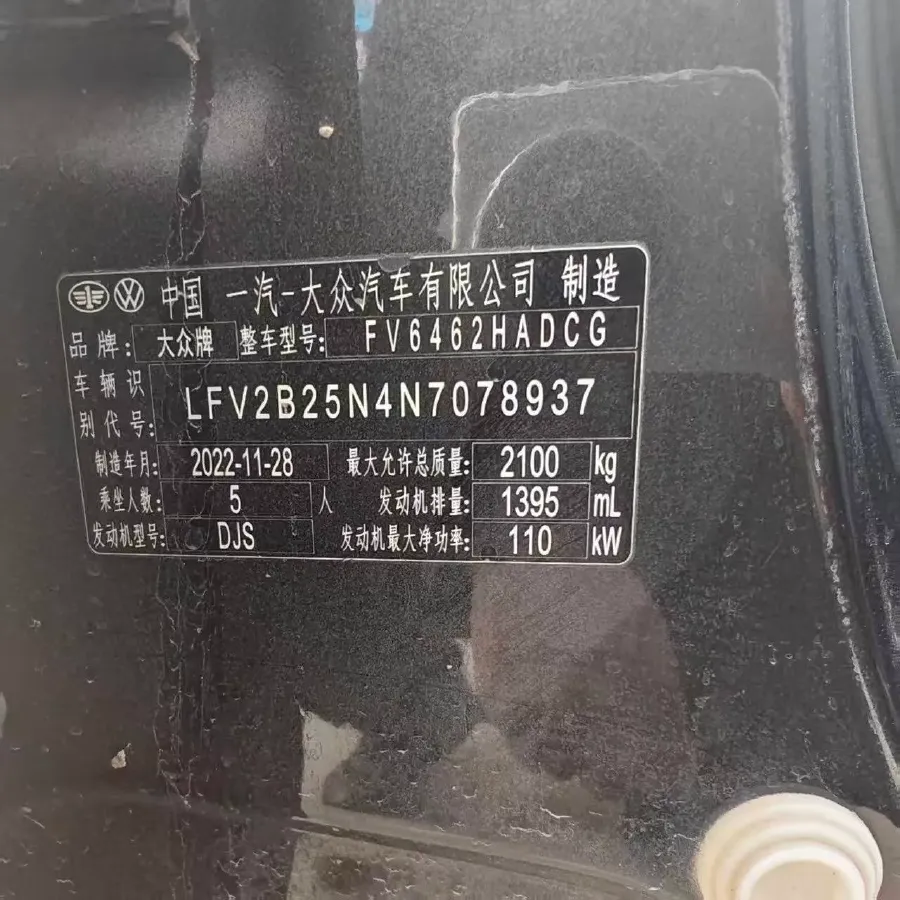 中国 一汽-大众汽车有限公司 制造
品牌: 大众牌 整车型号: FV6462HADCG
车辆识别代号: LFV2B25N4N7078937
制造年月: 2022-11-28 最大允许总质量: 2100 kg
乘坐人数: 5 人 发动机排量: 1395 mL
发动机型号: DJS 发动机最大净功率: 110 kW